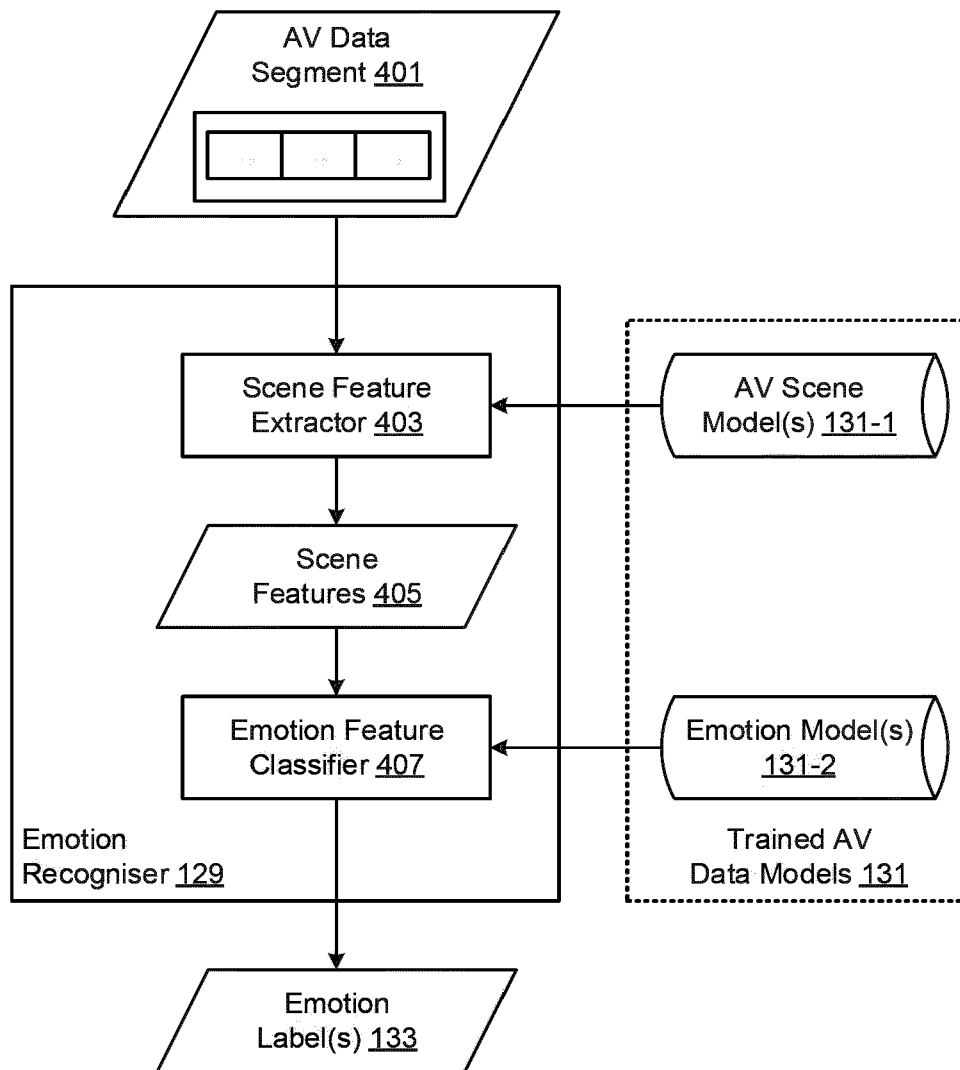 AV Data
Segment 401
Scene Feature
Extractor 403
AV Scene
Model(s) 131-1
Scene
Features 405
Emotion Feature
Classifier 407
Emotion Model(s)
131-2
Emotion
Recogniser 129
Trained AV
Data Models 131
Emotion
Label(s) 133